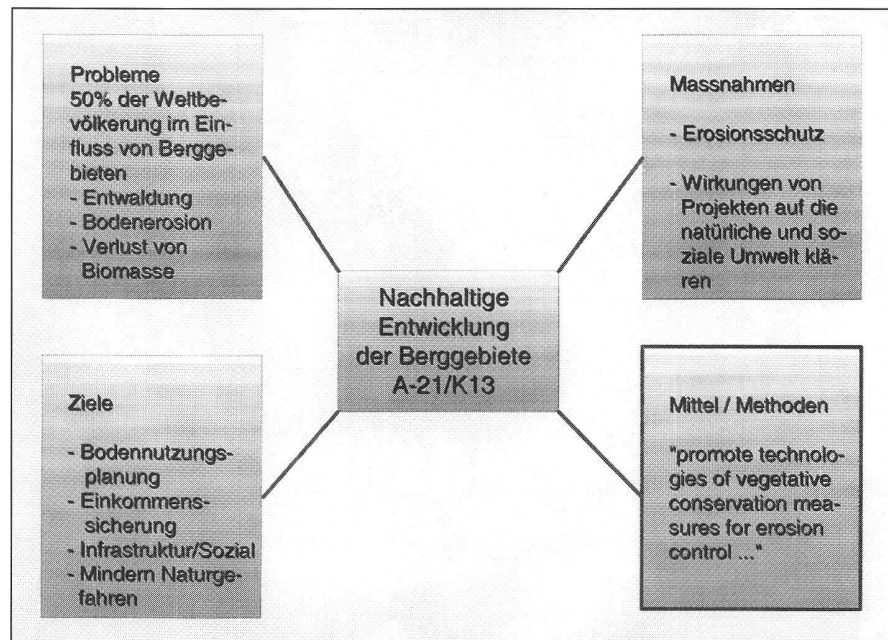 Probleme
50% der Weltbe-
völkerung im Ein-
fluss von Bergge-
bieten
- Entwaldung
- Bodenerosion
- Verlust von
Biomasse
Massnahmen
- Erosionsschutz
- Wirkungen von
Projekten auf die
natürliche und so-
ziale Umwelt klä-
ren
Nachhaltige
Entwicklung
der Berggebiete
A-21/K13
Ziele
- Bodennutzungs-
planung
- Einkommens-
sicherung
- Infrastruktur/Sozial
- Mindern Naturge-
fahren
Mittel / Methoden
"promote technolo-
gies of vegetative
conservation mea-
sures for erosion
control ..."